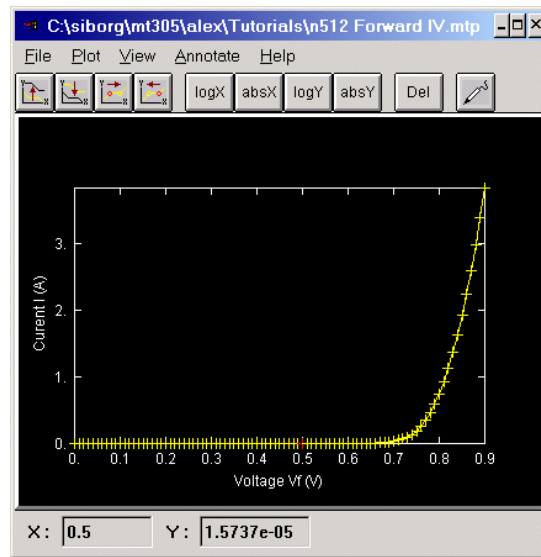 C:\siborg\mt305\alex\Tutorials\n512 Forward IV.mtp
File Plot View Annotate Help
Y x Y x Y x Y x logX absX logY absY Del
3.
2.
1.
0.
Curent I (A)
0. 0.1 0.2 0.3 0.4 0.5 0.6 0.7 0.8 0.9
Voltage Vf (V)
X: 0.5 Y: 1.5737e-05